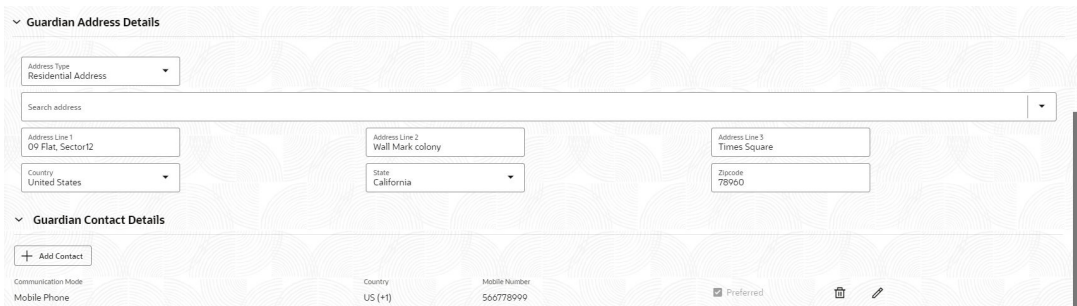 Guardian Address Details
Address Type
Residential Address
Search address
Address Line 1
09 Flat, Sector12
Address Line 2
Wall Mark colony
Address Line 3
Times Square
Country
United States
State
California
Zipcode
78960
Guardian Contact Details
+ Add Contact
Communication Mode
Country
Mobile Number
Mobile Phone
US (+1)
566778999
Preferred